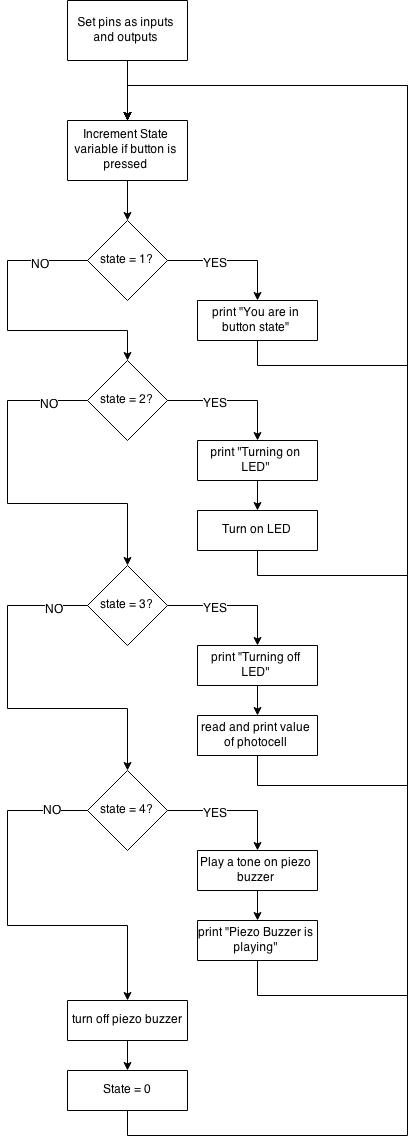 Set pins as inputs
and outputs
Increment State
variable if button is
pressed
state = 1?
NO
YES
print "You are in
button state"
state = 2?
NO
YES
print "Turning on
LED"
Turn on LED
state = 3?
NO
YES
print "Turning off
LED"
read and print value
of photocell
state = 4?
NO
YES
Play a tone on piezo
buzzer
print "Piezo Buzzer is
playing"
turn off piezo buzzer
State = 0